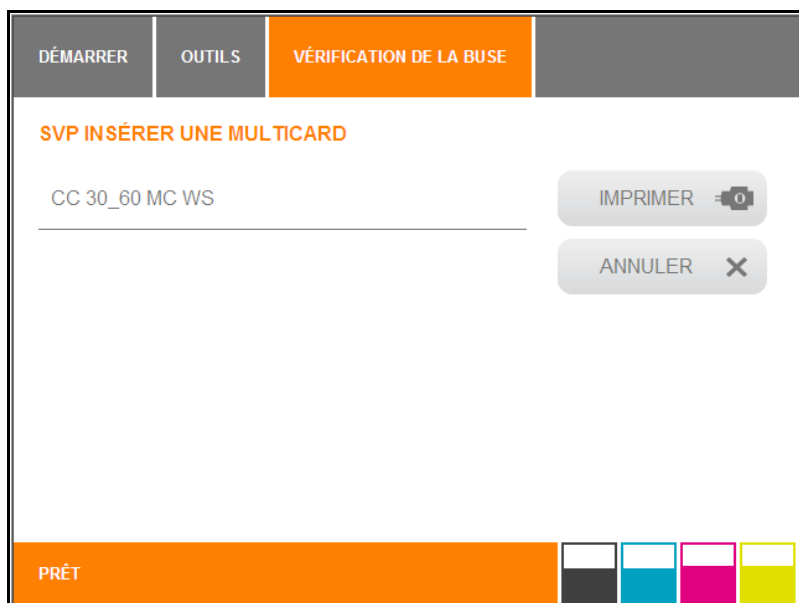 DÉMARRER
OUTILS
VÉRIFICATION DE LA BUSE
SVP INSÉRER UNE MULTICARD
CC 30_60 MC WS
IMPRIMER
ANNULER
PRÊT